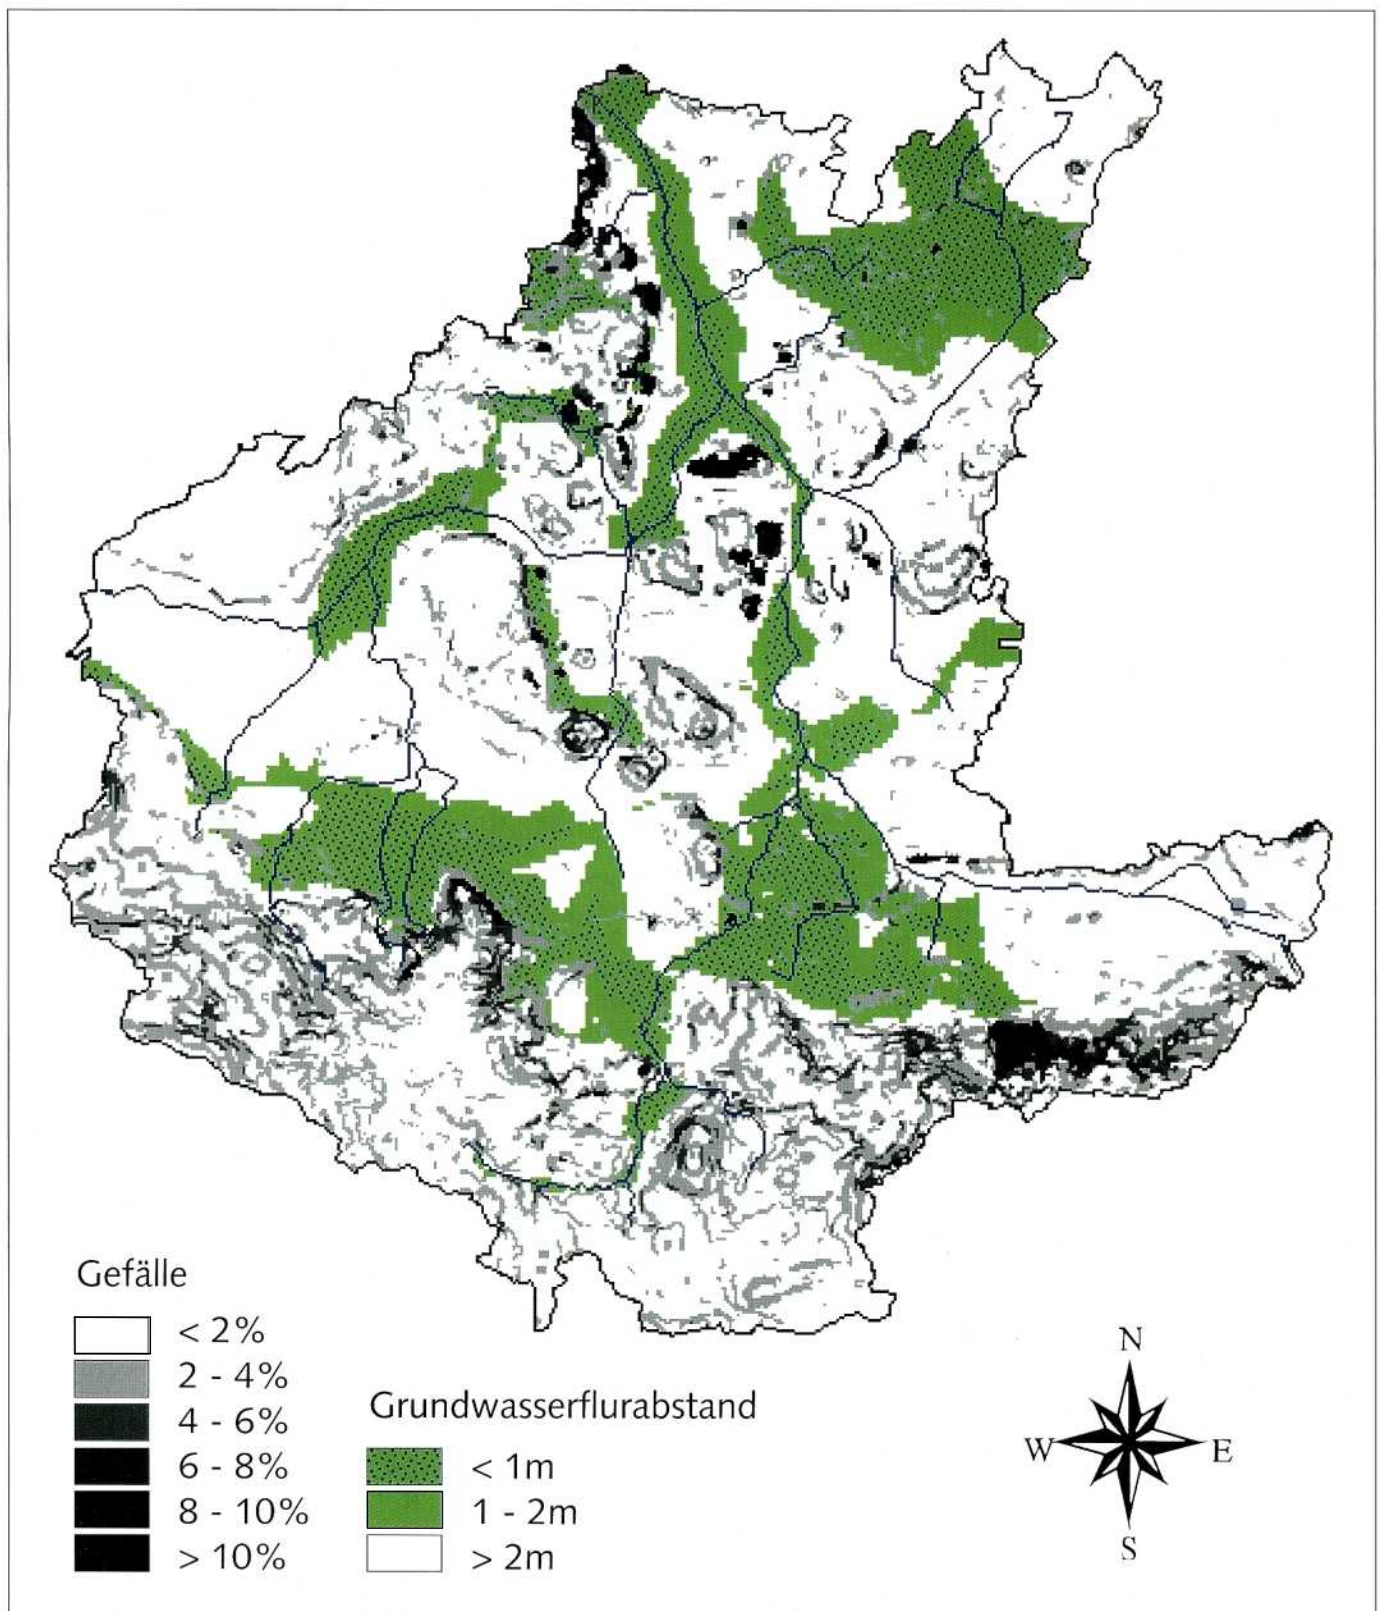 Gefälle
< 2%
2 - 4%
4 - 6%
6 - 8%
8 - 10%
> 10%
Grundwasserflurabstand
< 1m
1 - 2m
> 2m
N
W E
S